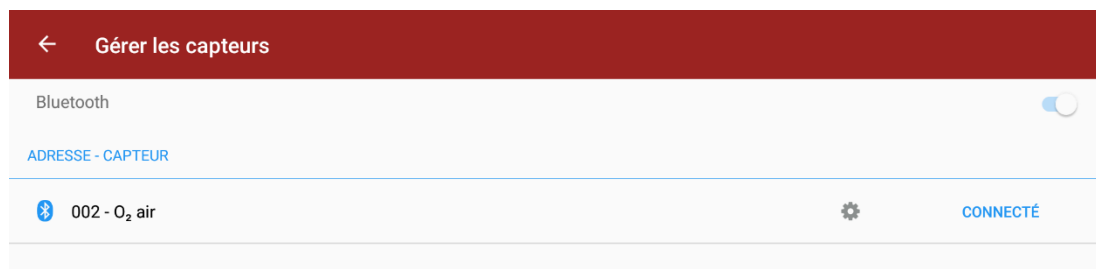 Gérer les capteurs
Bluetooth
ADRESSE - CAPTEUR
002 - O₂ air CONNECTÉ